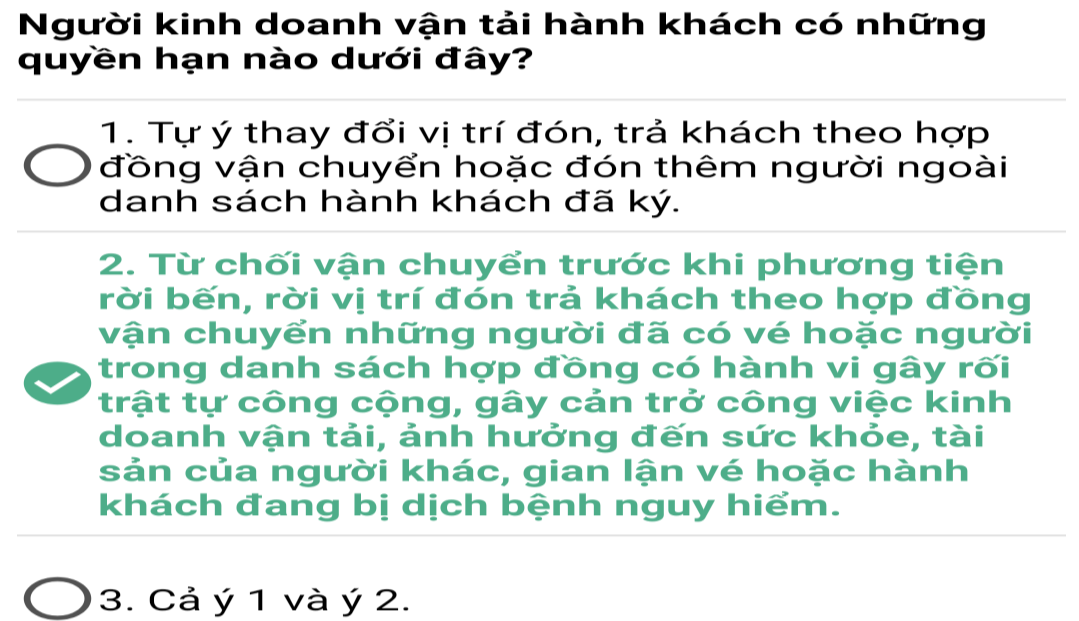 Người kinh doanh vận tải hành khách có những
quyền hạn nào dưới đây?
1. Tự ý thay đổi vị trí đón, trả khách theo hợp
đồng vận chuyển hoặc đón thêm người ngoài
danh sách hành khách đã ký.
2. Từ chối vận chuyển trước khi phương tiện
rời bến, rời vị trí đón trả khách theo hợp đồng
vận chuyển những người đã có vé hoặc người
trong danh sách hợp đồng có hành vi gây rối
trật tự công cộng, gây cản trở công việc kinh
doanh vận tải, ảnh hưởng đến sức khỏe, tài
sản của người khác, gian lận vé hoặc hành
khách đang bị dịch bệnh nguy hiểm.
3. Cả ý 1 và ý 2.